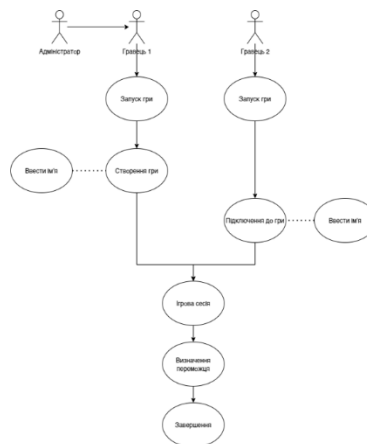 Адміністратор
Гравець 1
Гравець 2
Запуск гри
Запуск гри
Ввести ім'я
Створення гри
Підключення до гри
Ввести ім'я
Ігрова сесія
Визначення
переможця
Завершення